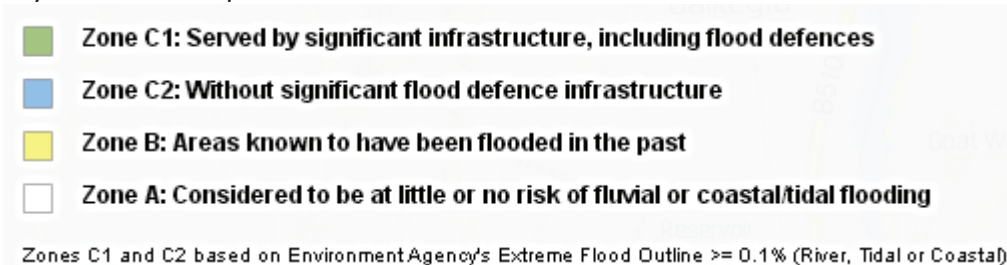 Zone C1: Served by significant infrastructure, including flood defences
Zone C2: Without significant flood defence infrastructure
B510
Zone B: Areas known to have been flooded in the past
Goat W
Zone A: Considered to be at little or no risk of fluvial or coastal/tidal flooding
Reservoir
Zones C1 and C2 based on Environment Agency's Extreme Flood Outline >= 0.1% (River, Tidal or Coastal)